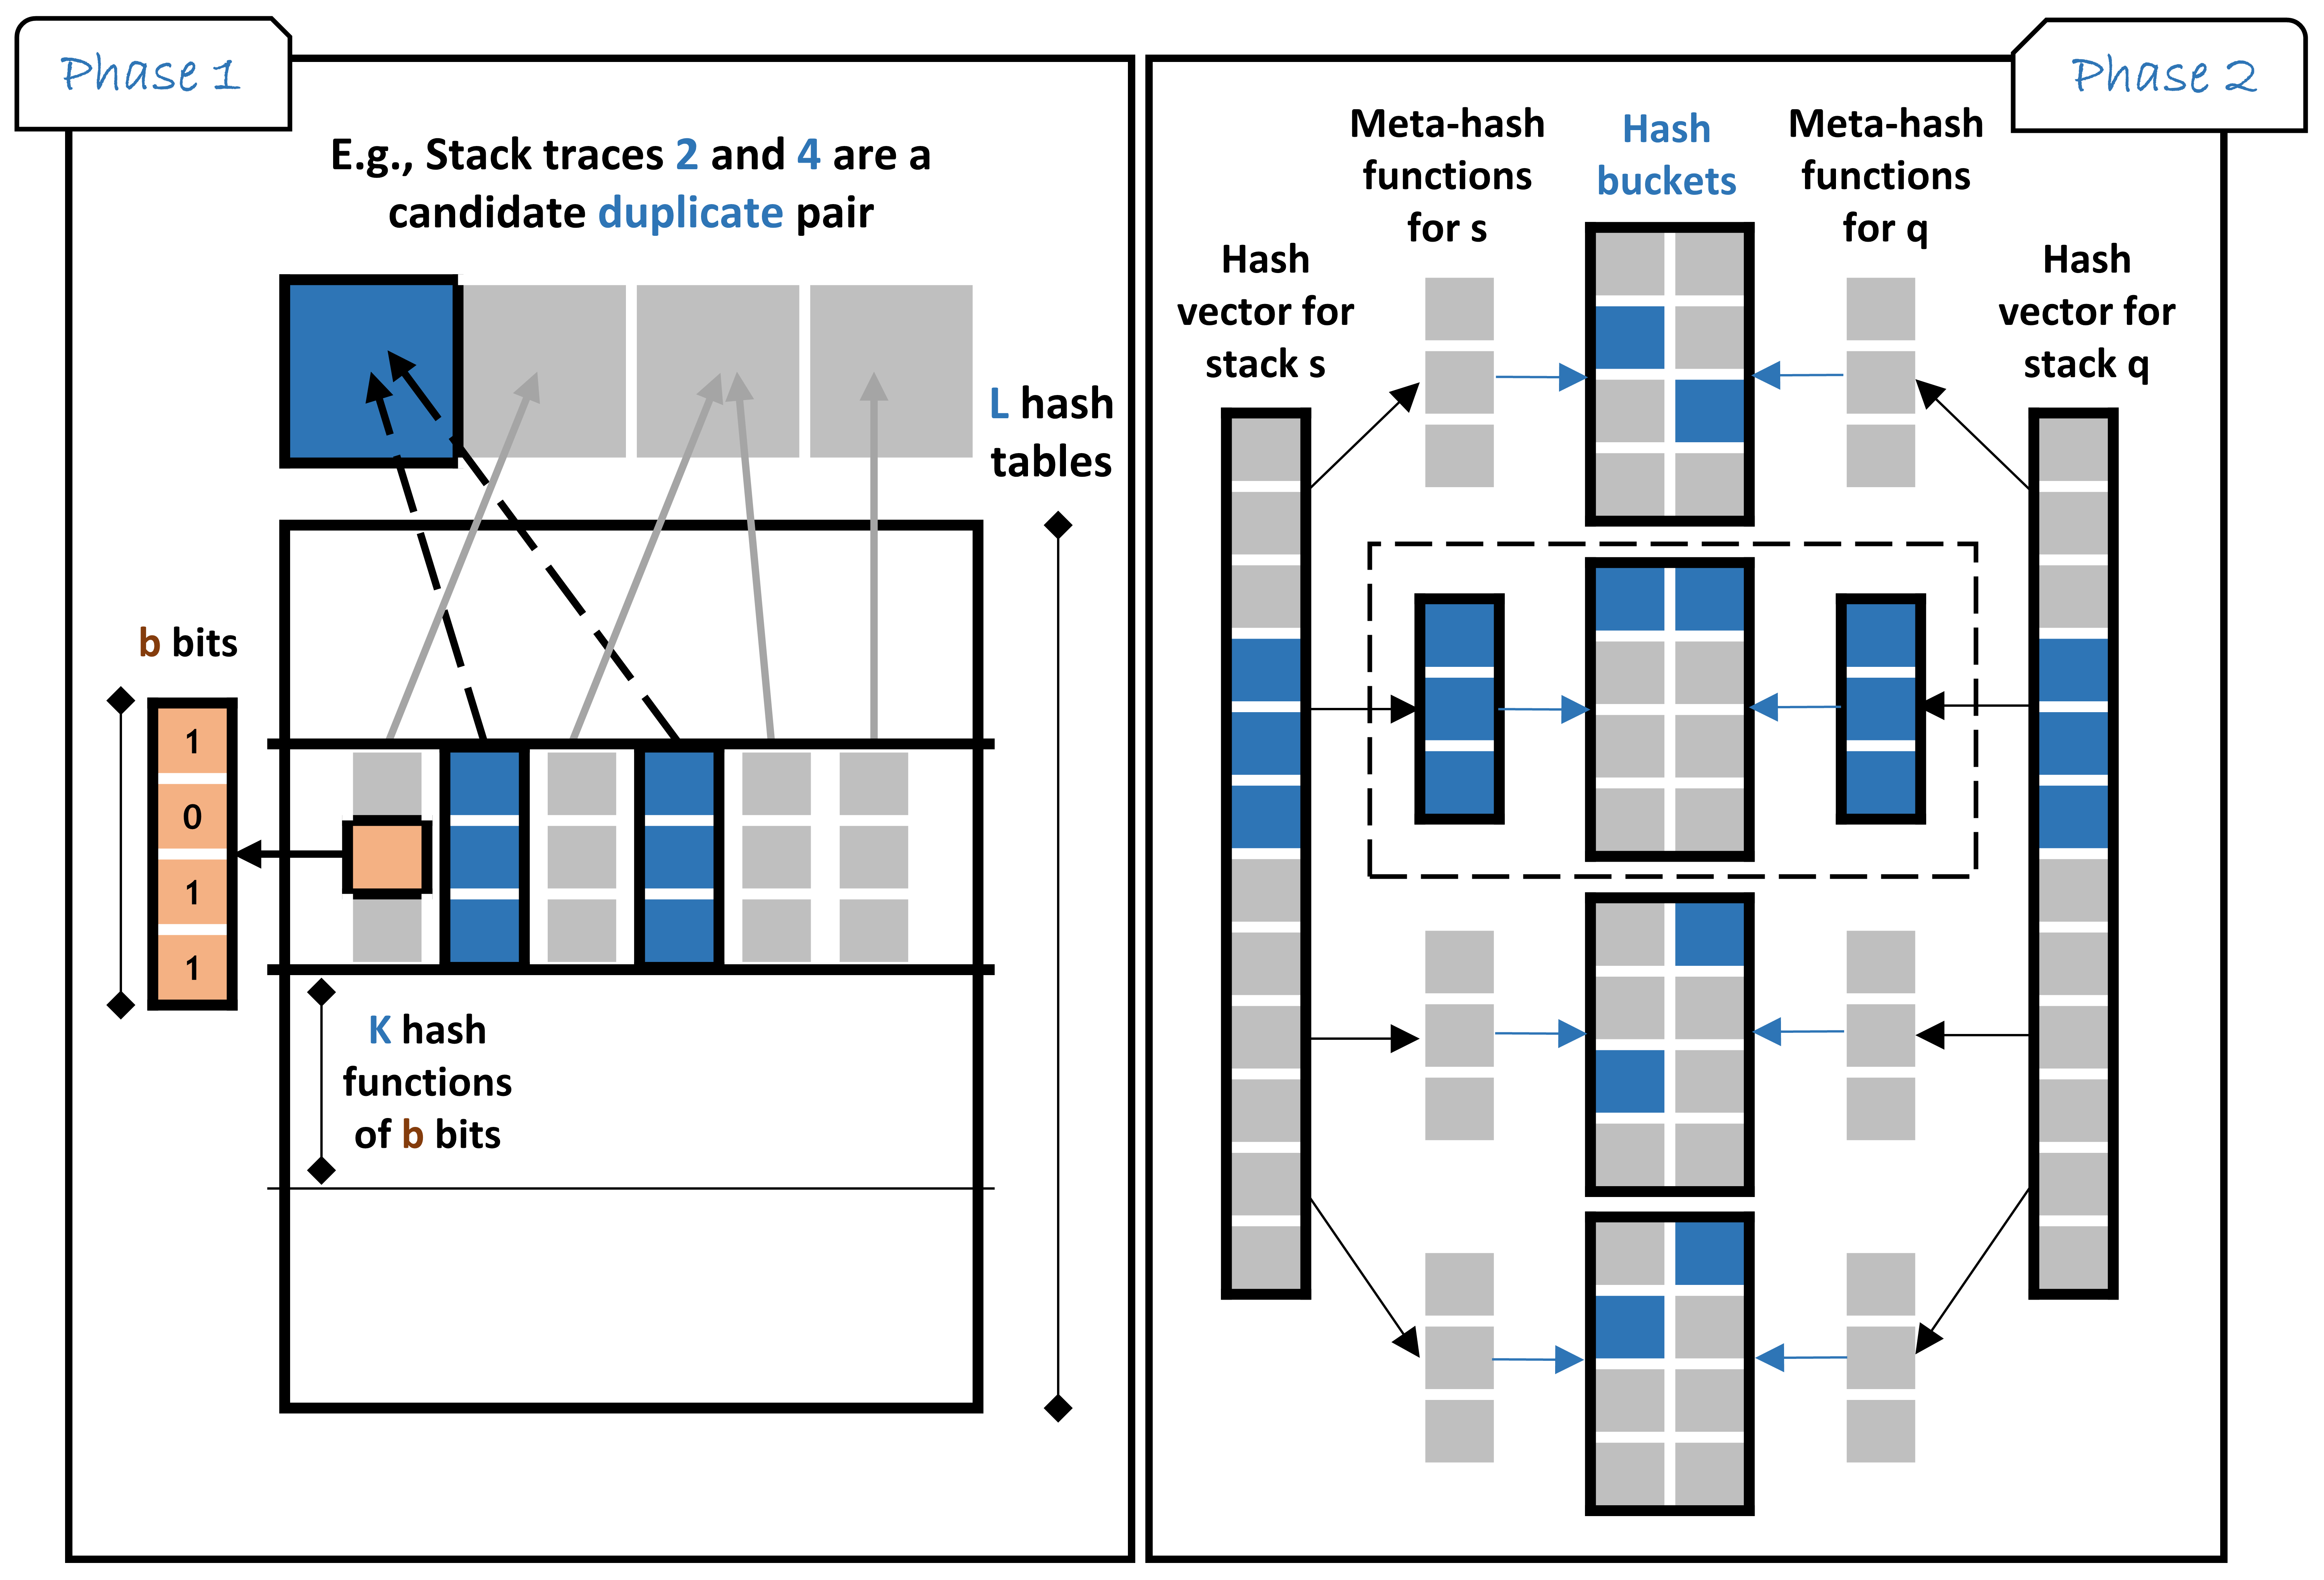 Phase 1
E.g., Stack traces 2 and 4 are a
candidate duplicate pair
L hash
tables
b bits
1
0
1
1
K hash
functions
of b bits
Phase 2
Hash
vector for
stack s
Meta-hash
functions
for s
Hash
buckets
Meta-hash
functions
for q
Hash
vector for
stack q